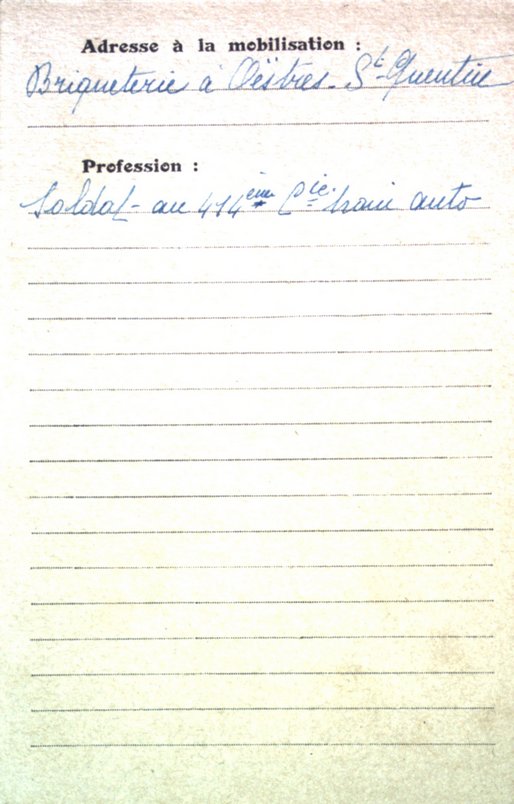 Adresse à la mobilisation :
Briqueterie à Oëstres - St Quentin
Profession :
Soldat - au 414ème Cie train auto